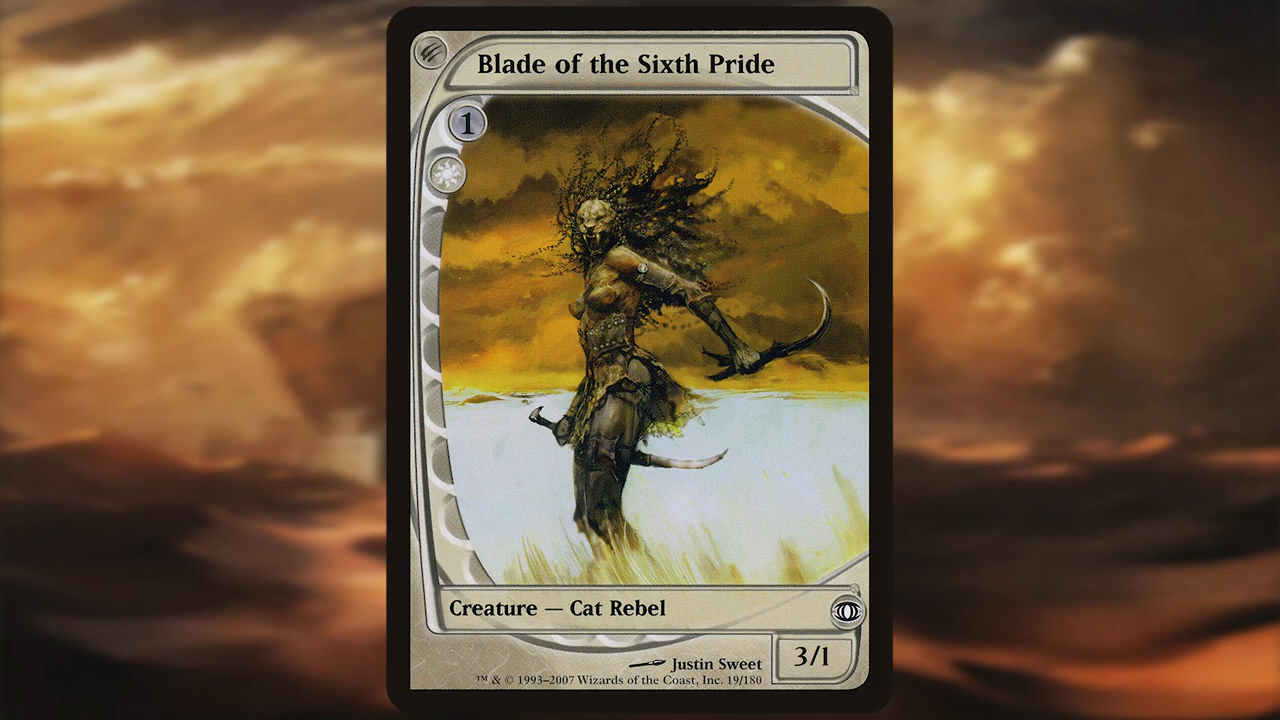 Blade of the Sixth Pride
1
Creature — Cat Rebel
3/1
Justin Sweet
™ & © 1993–2007 Wizards of the Coast, Inc. 19/180